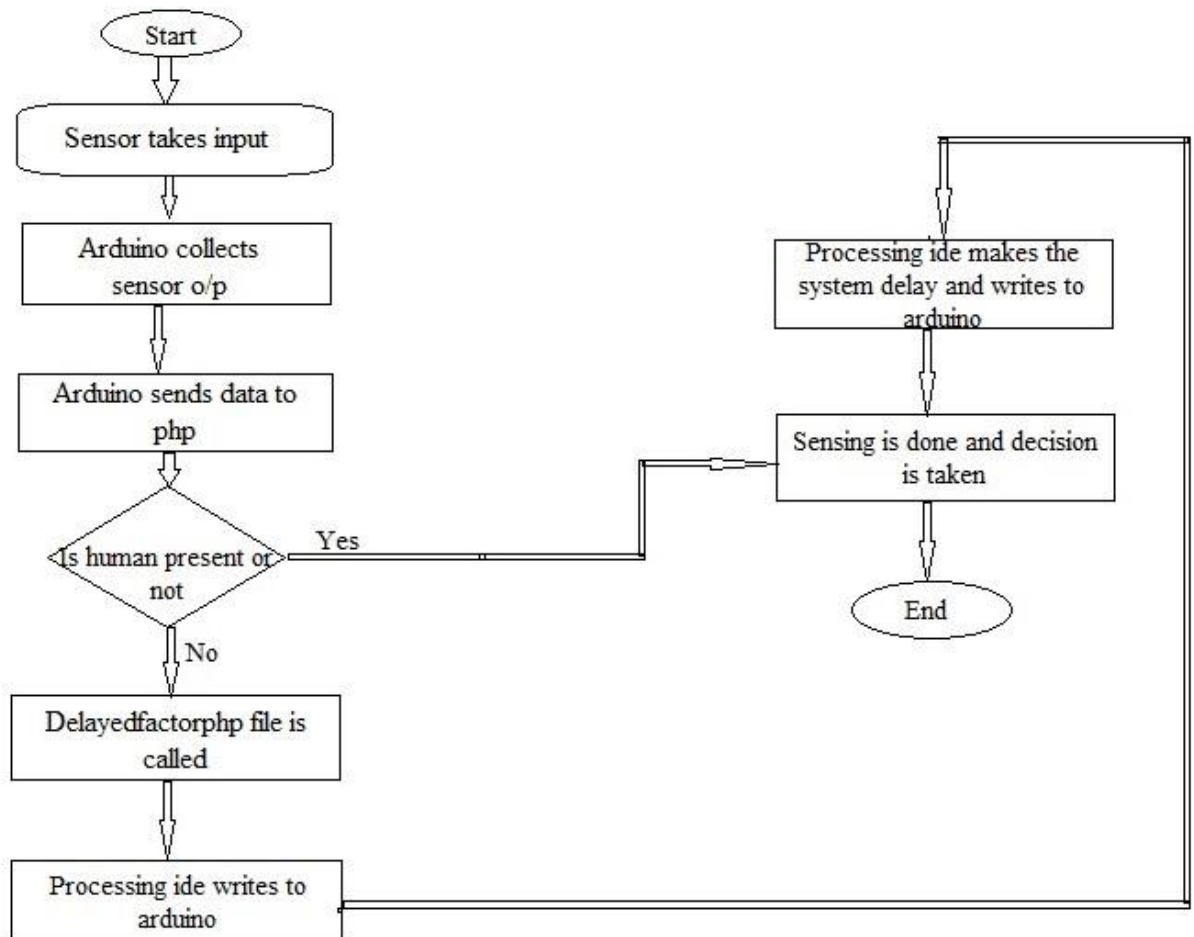 Start
Sensor takes input
Arduino collects
sensor o/p
Arduino sends data to
php
Is human present or
not
Yes
No
Delayedfactorphp file is
called
Processing ide writes to
arduino
Processing ide makes the
system delay and writes to
arduino
Sensing is done and decision
is taken
End